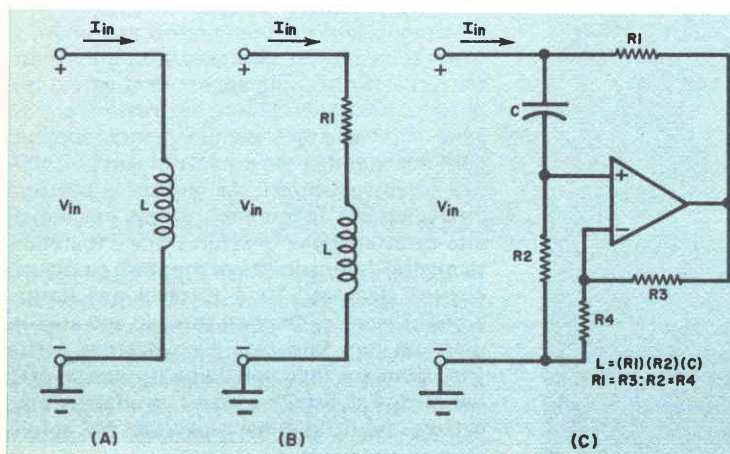 Iin
+
Vin
L
−
(A)
Iin
+
R1
Vin
L
−
(B)
Iin
+
R1
C
Vin
+
−
R2
R3
R4
−
L = (R1)(R2)(C)
R1 = R3; R2 = R4
(C)